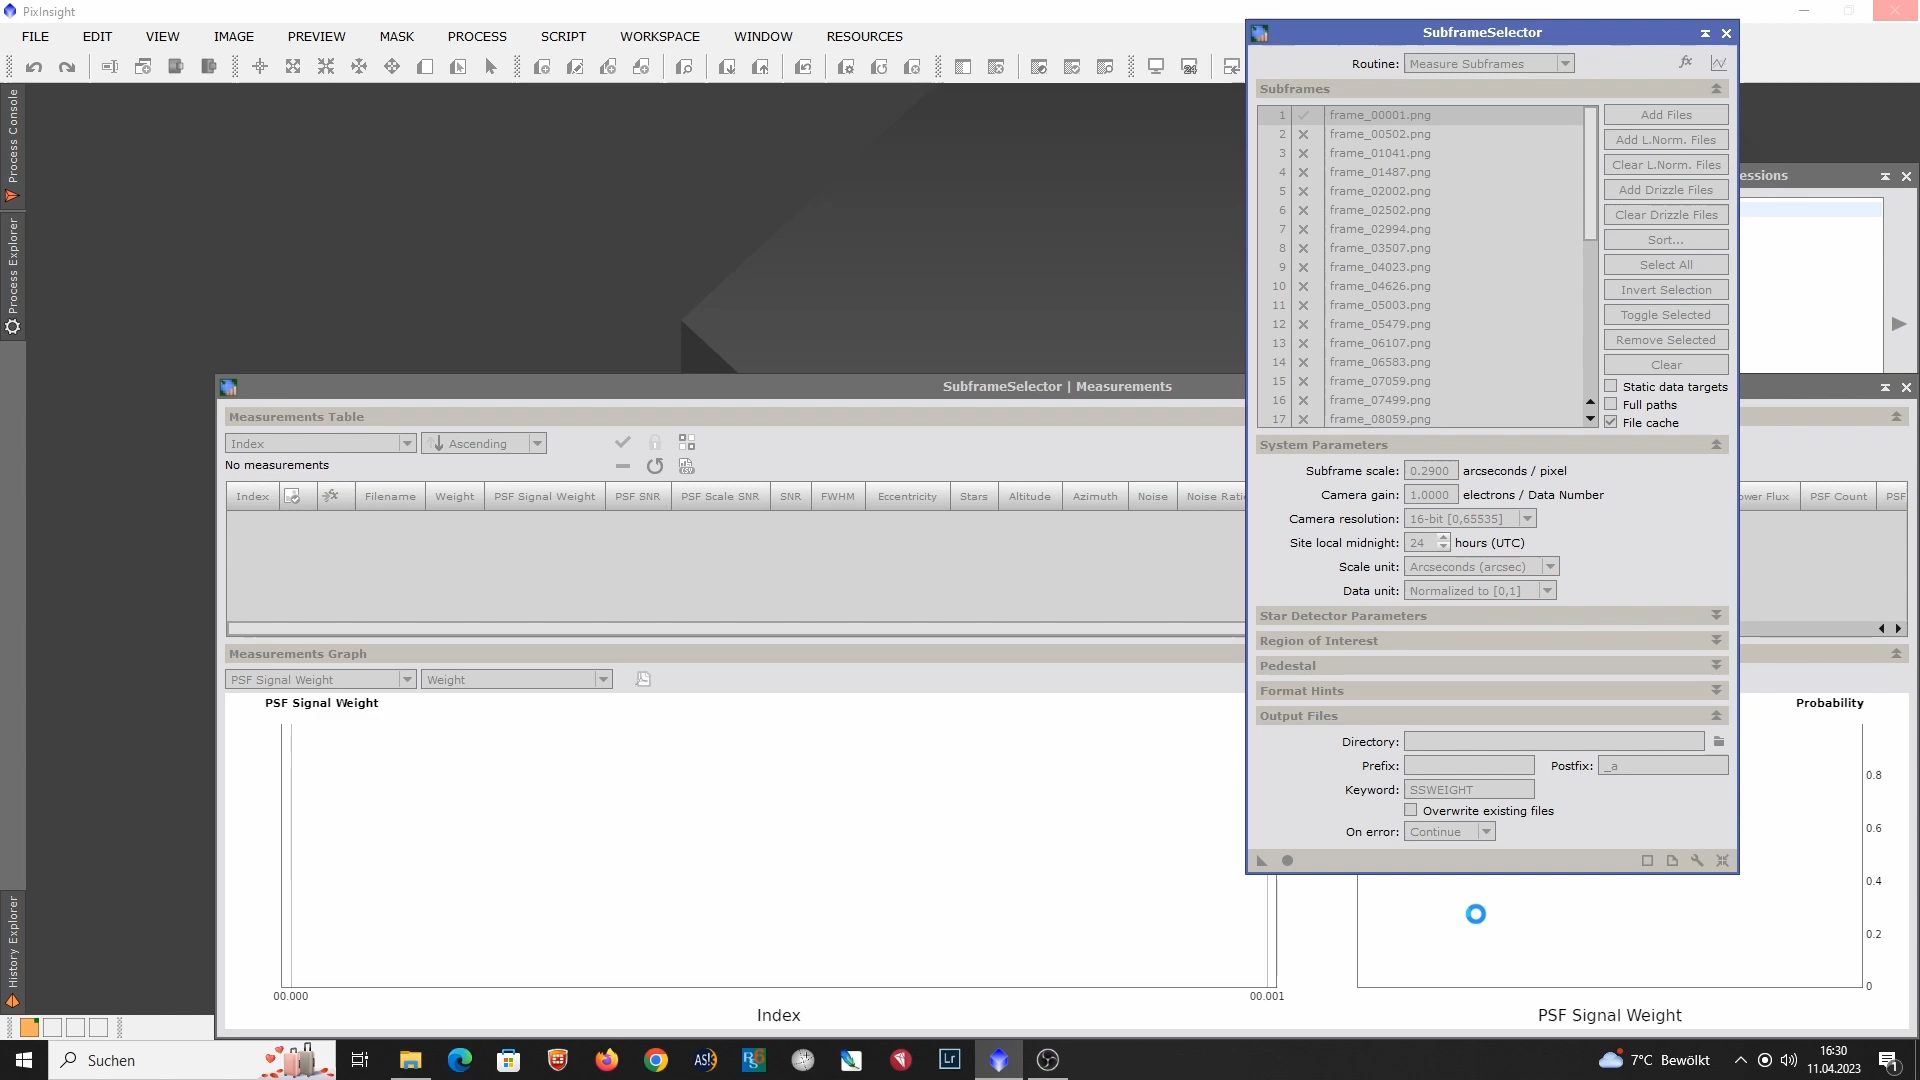 PixInsight
FILE EDIT VIEW IMAGE PREVIEW MASK PROCESS SCRIPT WORKSPACE WINDOW RESOURCES
Process Console
Process Explorer
History Explorer
SubframeSelector
Routine: Measure Subframes
Subframes
1 frame_00001.png
2 frame_00502.png
3 frame_01041.png
4 frame_01487.png
5 frame_02002.png
6 frame_02502.png
7 frame_02994.png
8 frame_03507.png
9 frame_04023.png
10 frame_04626.png
11 frame_05003.png
12 frame_05479.png
13 frame_06107.png
14 frame_06583.png
15 frame_07059.png
16 frame_07499.png
17 frame_08059.png
Add Files
Add L.Norm. Files
Clear L.Norm. Files
Add Drizzle Files
Clear Drizzle Files
Sort...
Select All
Invert Selection
Toggle Selected
Remove Selected
Clear
Static data targets
Full paths
File cache
System Parameters
Subframe scale: 0.2900 arcseconds / pixel
Camera gain: 1.0000 electrons / Data Number
Camera resolution: 16-bit [0,65535]
Site local midnight: 24 hours (UTC)
Scale unit: Arcseconds (arcsec)
Data unit: Normalized to [0,1]
Star Detector Parameters
Region of Interest
Pedestal
Format Hints
Output Files
Directory:
Prefix: Postfix: _a
Keyword: SSWEIGHT
Overwrite existing files
On error: Continue
essions
SubframeSelector | Measurements
Measurements Table
Index Ascending
No measurements
Index Filename Weight PSF Signal Weight PSF SNR PSF Scale SNR SNR FWHM Eccentricity Stars Altitude Azimuth Noise Noise Rati ower Flux PSF Count PSF
Measurements Graph
PSF Signal Weight Weight
PSF Signal Weight
Probability
0.8
0.6
0.4
0.2
0
00.000 00.001
Index
PSF Signal Weight
Suchen
AS!3
Lr
7°C Bewölkt
16:30
11.04.2023
1